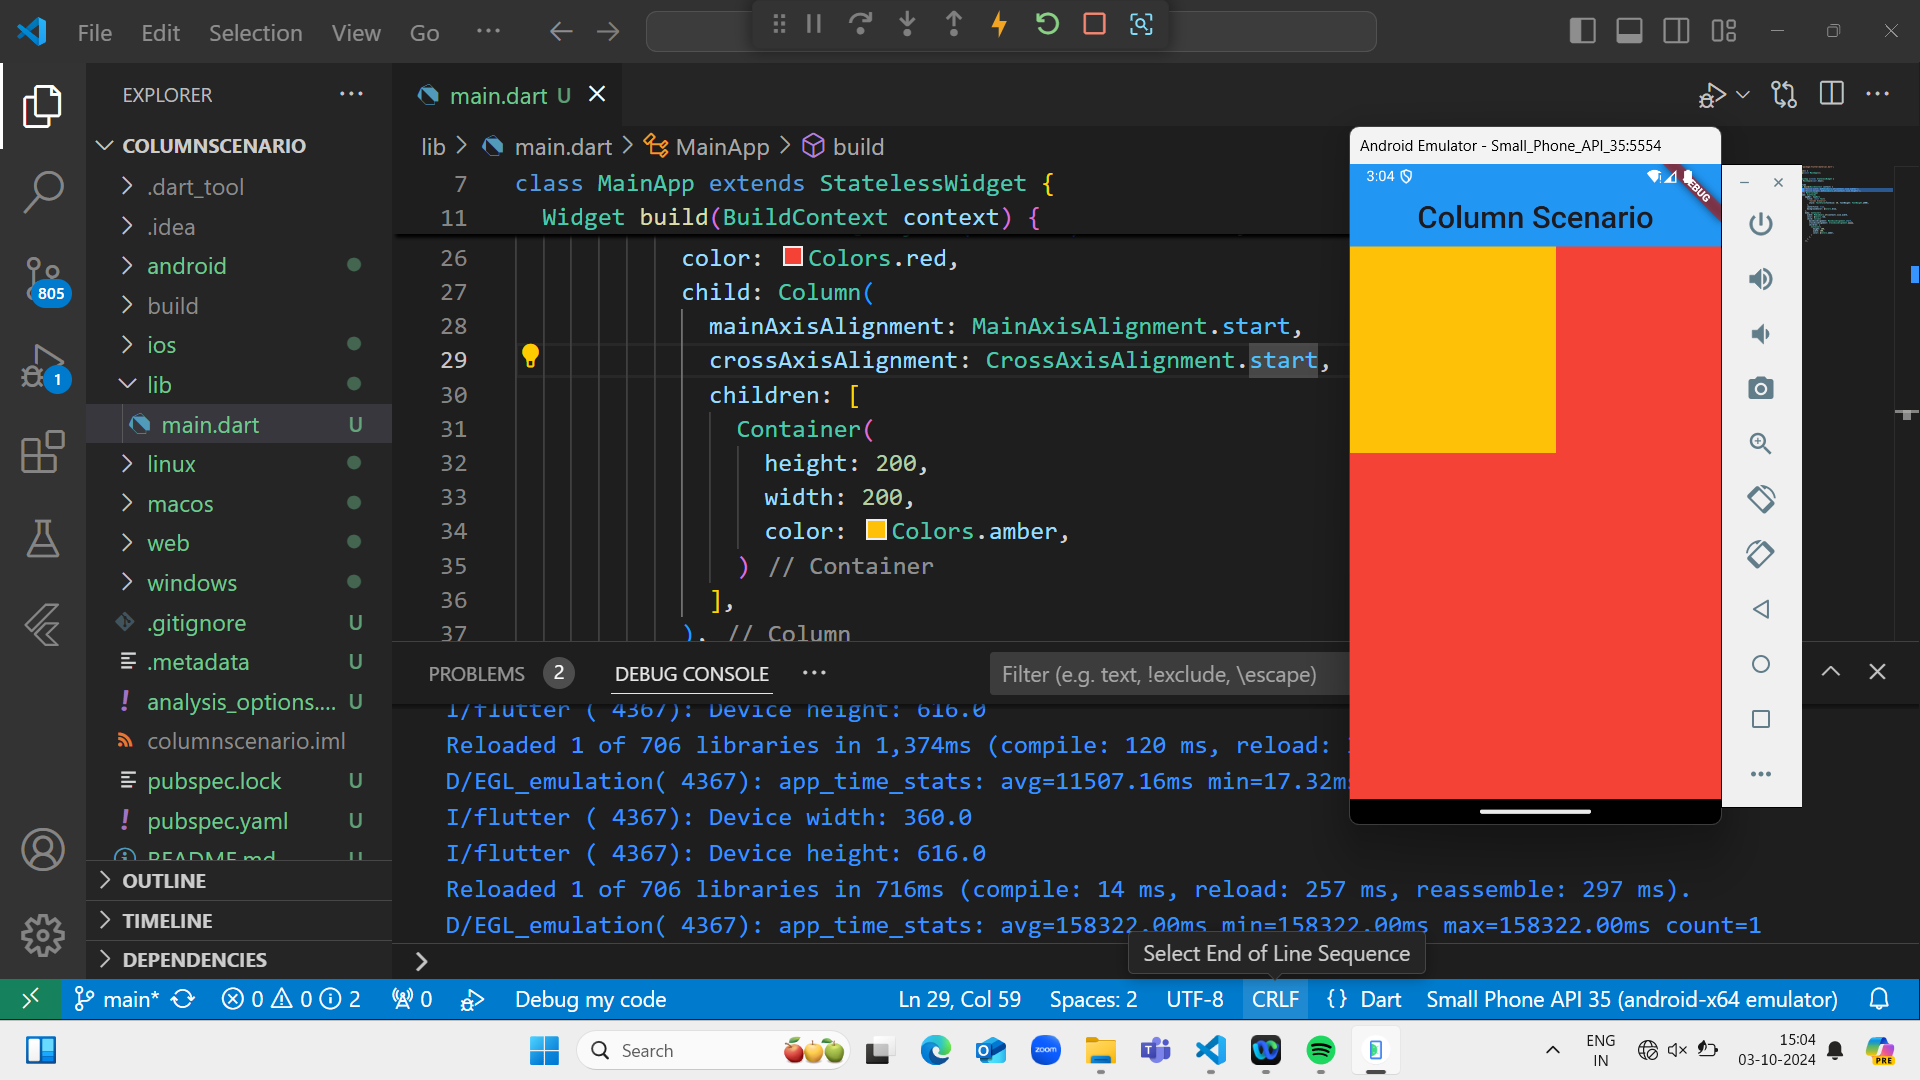 File Edit Selection View Go ...
EXPLORER ...
COLUMNSCENARIO
.dart_tool
.idea
android
build
ios
lib
main.dart U
linux
macos
web
windows
.gitignore U
.metadata U
analysis_options.... U
columnscenario.iml
pubspec.lock U
pubspec.yaml U
README.md U
OUTLINE
TIMELINE
DEPENDENCIES
805
1
main.dart U
lib > main.dart > MainApp > build
7 class MainApp extends StatelessWidget {
11 Widget build(BuildContext context) {
26 color: Colors.red,
27 child: Column(
28 mainAxisAlignment: MainAxisAlignment.start,
29 crossAxisAlignment: CrossAxisAlignment.start,
30 children: [
31 Container(
32 height: 200,
33 width: 200,
34 color: Colors.amber,
35 ) // Container
36 ],
37 ), // Column
Android Emulator - Small_Phone_API_35:5554
3:04
DEBUG
Column Scenario
PROBLEMS 2 DEBUG CONSOLE ... Filter (e.g. text, !exclude, \escape)
I/flutter ( 4367): Device height: 616.0
Reloaded 1 of 706 libraries in 1,374ms (compile: 120 ms, reload:
D/EGL_emulation( 4367): app_time_stats: avg=11507.16ms min=17.32ms
I/flutter ( 4367): Device width: 360.0
I/flutter ( 4367): Device height: 616.0
Reloaded 1 of 706 libraries in 716ms (compile: 14 ms, reload: 257 ms, reassemble: 297 ms).
D/EGL_emulation( 4367): app_time_stats: avg=158322.00ms min=158322.00ms max=158322.00ms count=1
Select End of Line Sequence
main* 0 0 2 0 Debug my code Ln 29, Col 59 Spaces: 2 UTF-8 CRLF {} Dart Small Phone API 35 (android-x64 emulator)
Search
zoom
ENG
IN
15:04
03-10-2024
PRE